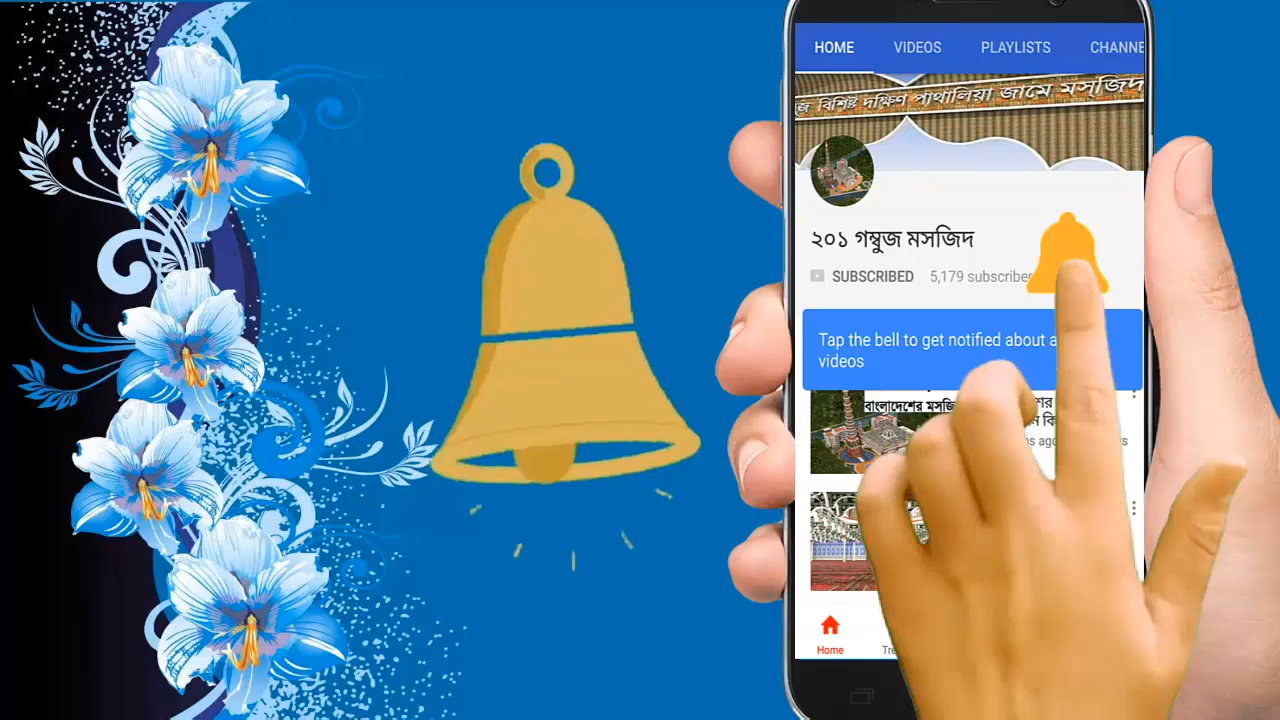 HOME VIDEOS PLAYLISTS CHANNE
বিশিষ্ট দক্ষিণ পাথালিয়া জামে মসজিদ
২০১ গম্বুজ মসজিদ
SUBSCRIBED 5,179 subscriber
Tap the bell to get notified about a
videos
বাংলাদেশের মসজি
Home